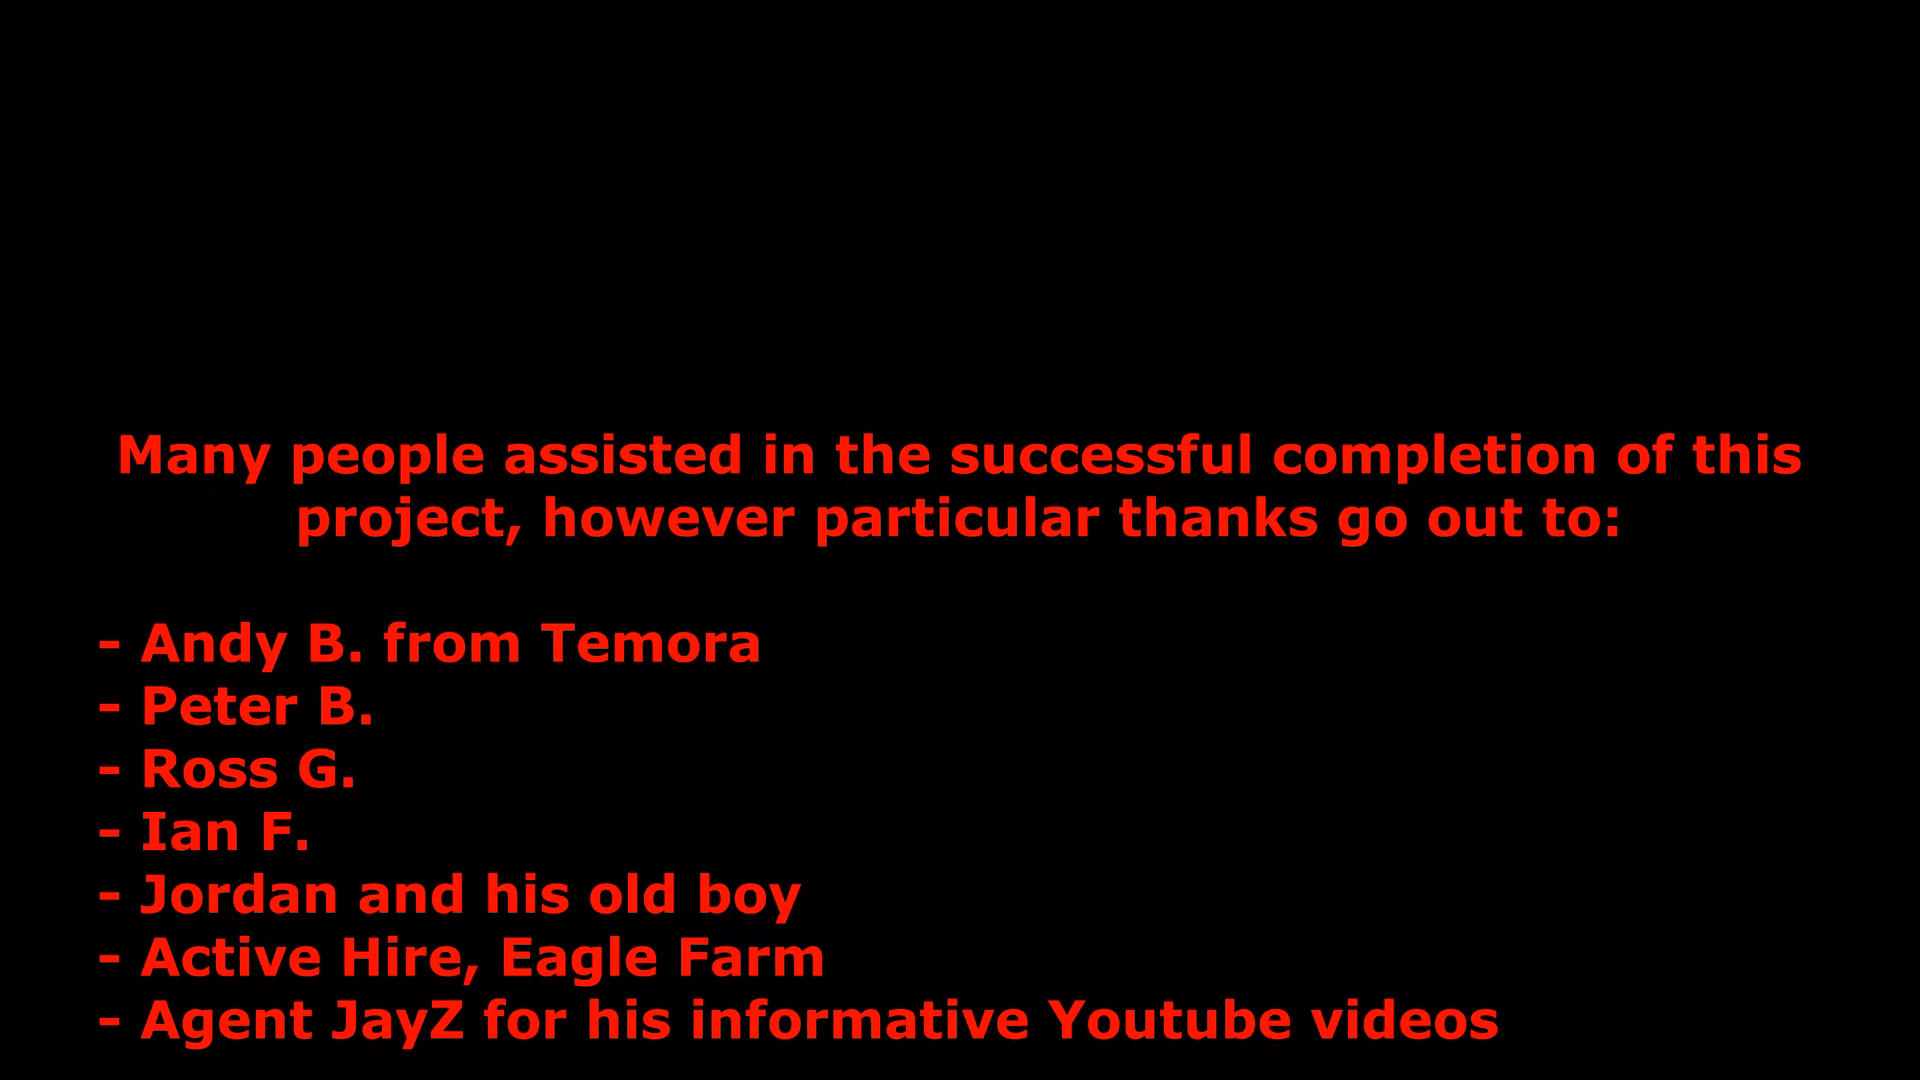 Many people assisted in the successful completion of this
project, however particular thanks go out to:
- Andy B. from Temora
- Peter B.
- Ross G.
- Ian F.
- Jordan and his old boy
- Active Hire, Eagle Farm
- Agent JayZ for his informative Youtube videos